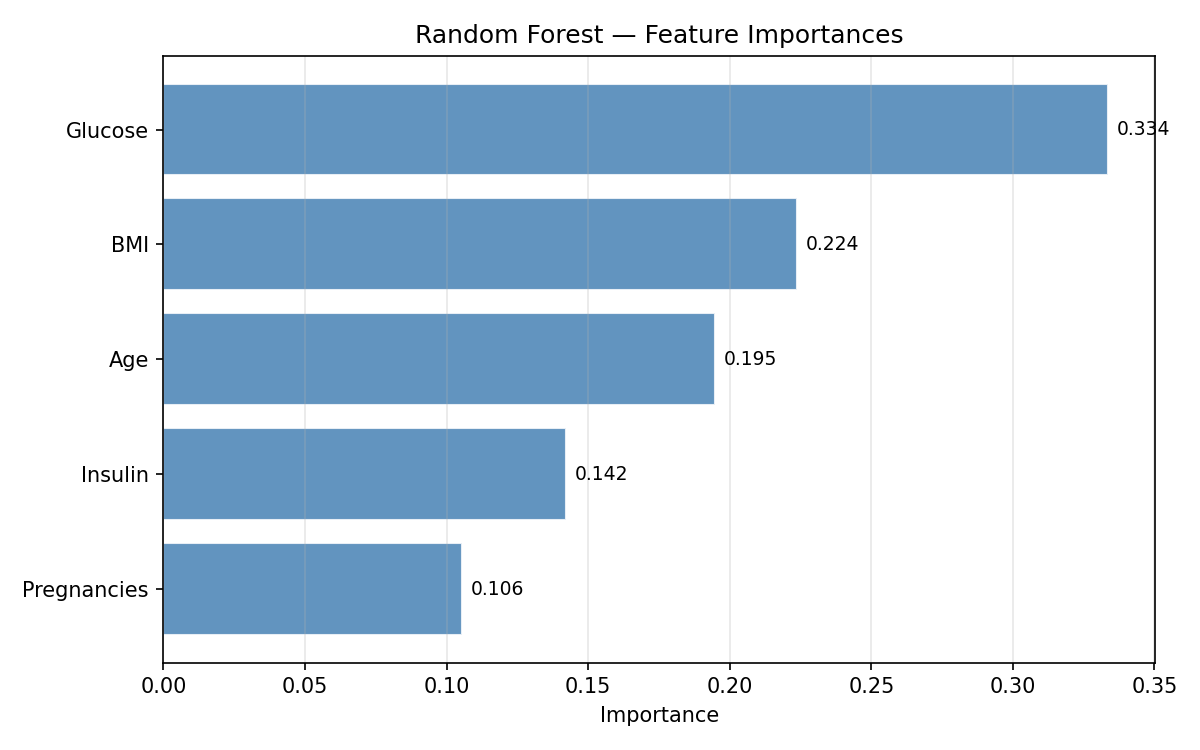 Random Forest — Feature Importances
Glucose
0.334
BMI
0.224
Age
0.195
Insulin
0.142
Pregnancies
0.106
0.00 0.05 0.10 0.15 0.20 0.25 0.30 0.35
Importance